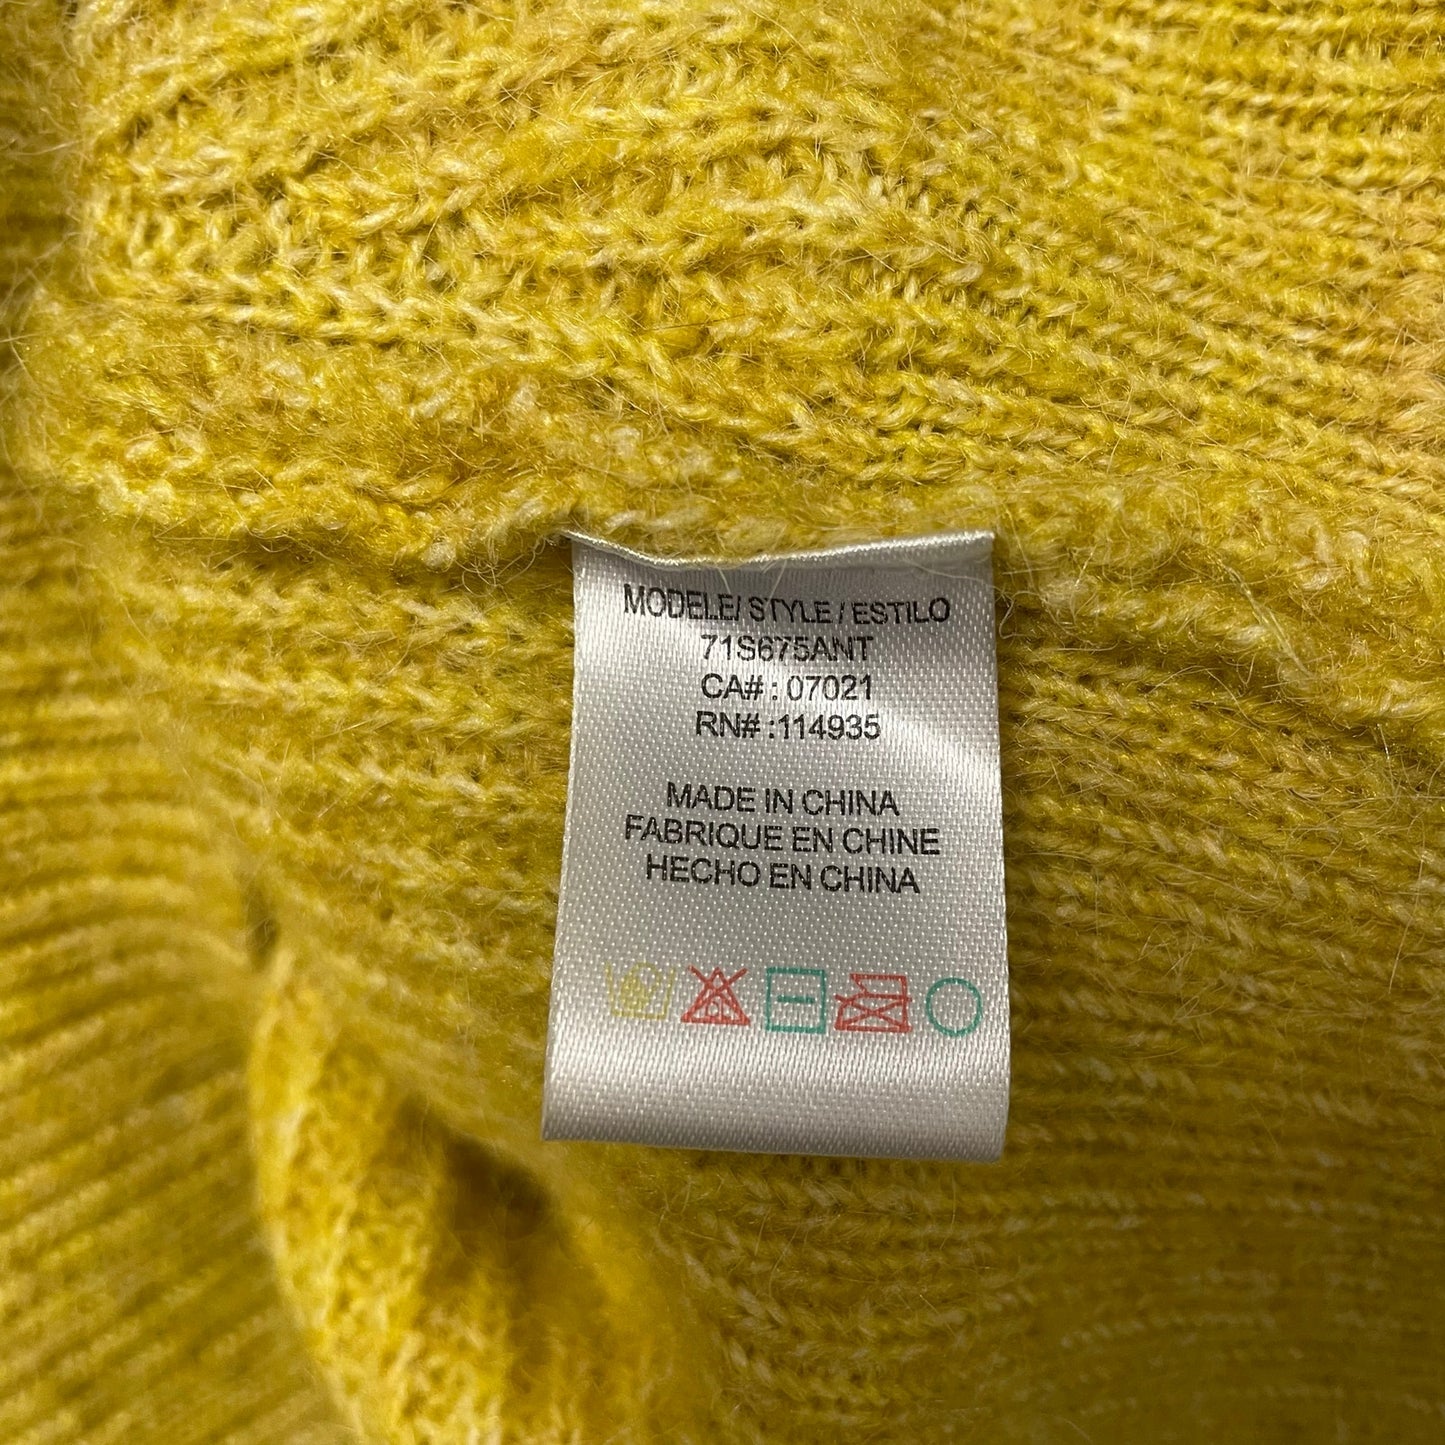 MODELE/ STYLE / ESTILO
71S675ANT
CA# : 07021
RN# :114935
MADE IN CHINA
FABRIQUE EN CHINE
HECHO EN CHINA